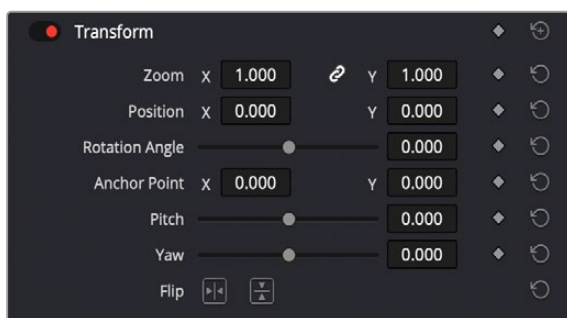 Transform
Zoom X 1.000 Y 1.000
Position X 0.000 Y 0.000
Rotation Angle 0.000
Anchor Point X 0.000 Y 0.000
Pitch 0.000
Yaw 0.000
Flip